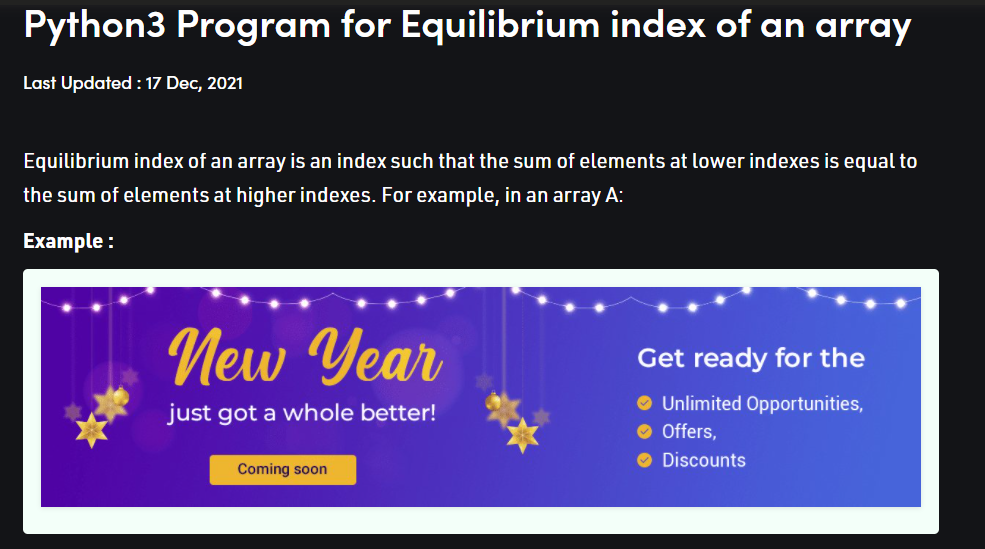 Python3 Program for Equilibrium index of an array
Last Updated : 17 Dec, 2021
Equilibrium index of an array is an index such that the sum of elements at lower indexes is equal to
the sum of elements at higher indexes. For example, in an array A:
Example :
New Year
just got a whole better!
Coming soon
Get ready for the
Unlimited Opportunities,
Offers,
Discounts